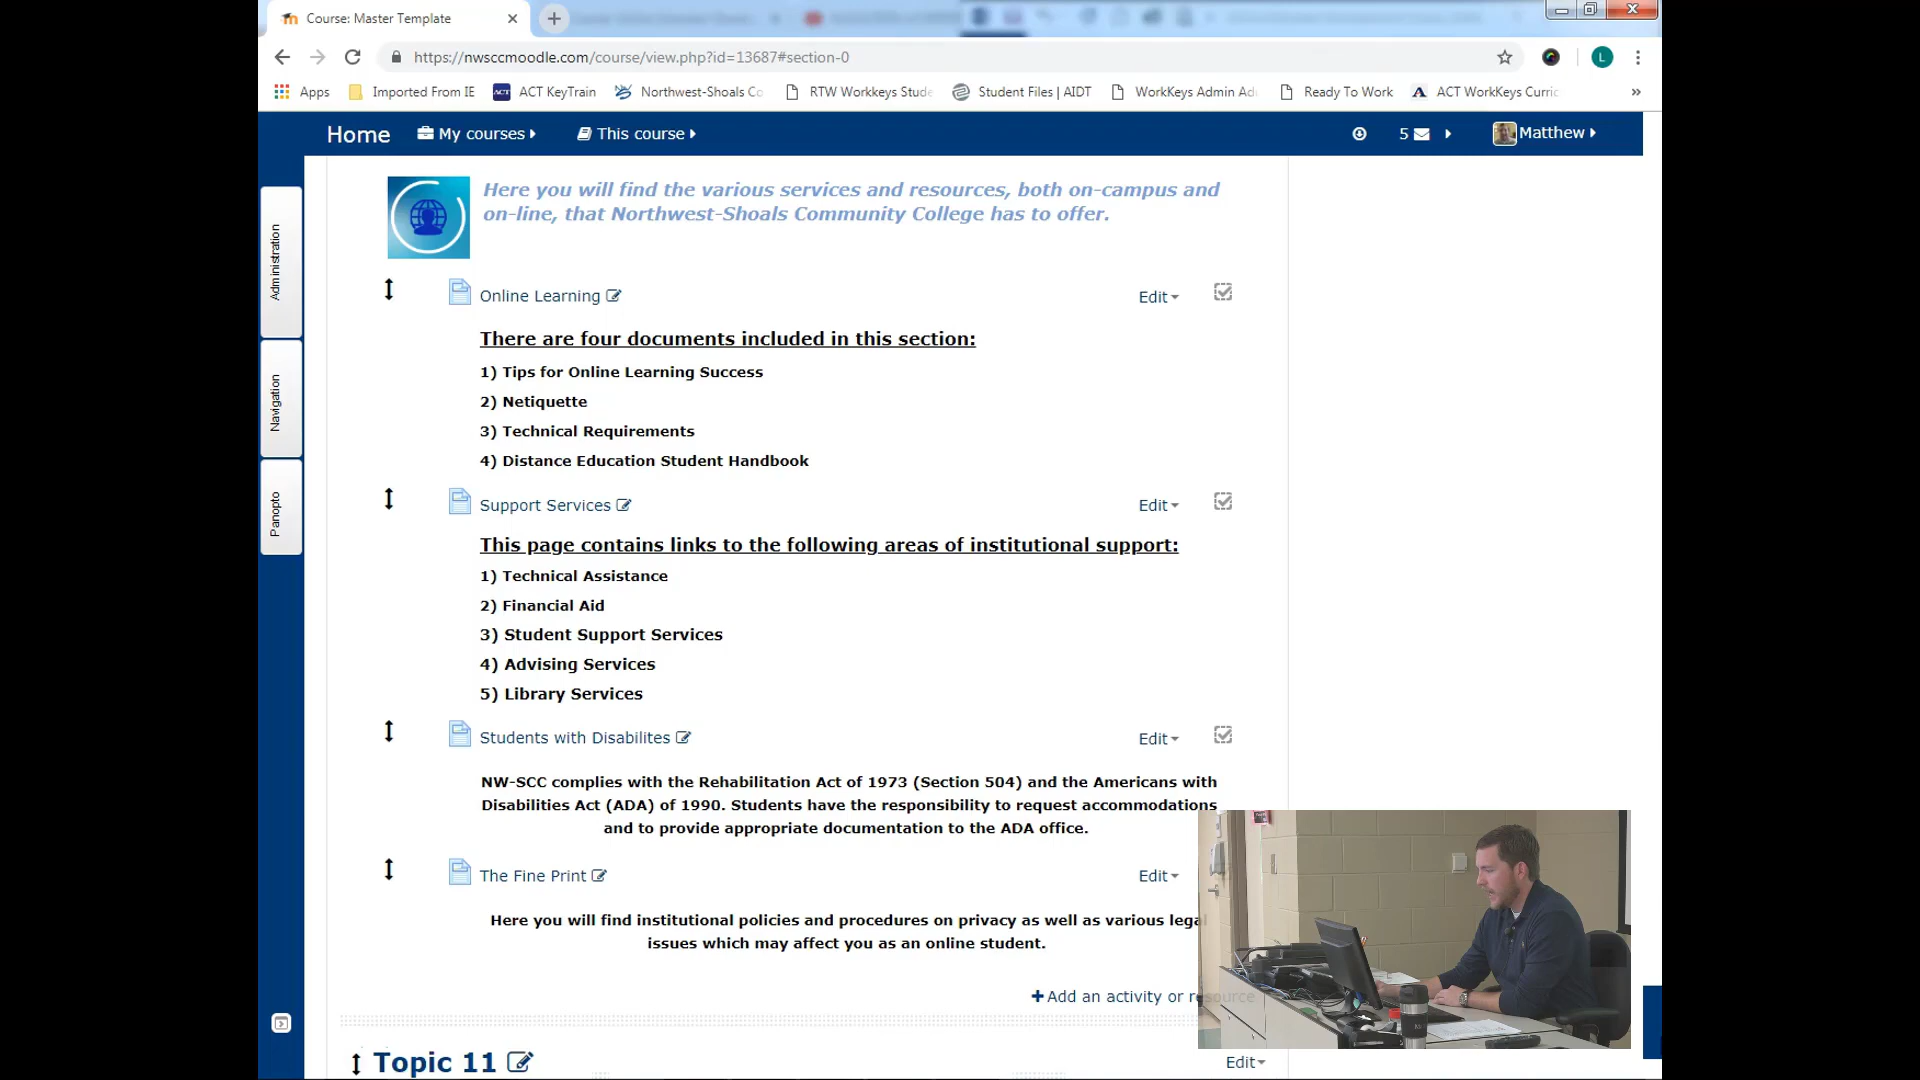 Course: Master Template
https://nwsccmoodle.com/course/view.php?id=13687#section-0
L
Apps
Imported From IE
ACT
ACT KeyTrain
Northwest-Shoals Co
RTW Workkeys Stude
Student Files | AIDT
WorkKeys Admin Ad
Ready To Work
ACT WorkKeys Curric
Home
My courses
This course
5
Matthew
Administration
Navigation
Panopto
Here you will find the various services and resources, both on-campus and
on-line, that Northwest-Shoals Community College has to offer.
Online Learning
Edit
There are four documents included in this section:
1) Tips for Online Learning Success
2) Netiquette
3) Technical Requirements
4) Distance Education Student Handbook
Support Services
Edit
This page contains links to the following areas of institutional support:
1) Technical Assistance
2) Financial Aid
3) Student Support Services
4) Advising Services
5) Library Services
Students with Disabilites
Edit
NW-SCC complies with the Rehabilitation Act of 1973 (Section 504) and the Americans with
Disabilities Act (ADA) of 1990. Students have the responsibility to request accommodations
and to provide appropriate documentation to the ADA office.
The Fine Print
Edit
Here you will find institutional policies and procedures on privacy as well as various legal
issues which may affect you as an online student.
Add an activity or resource
Topic 11
Edit